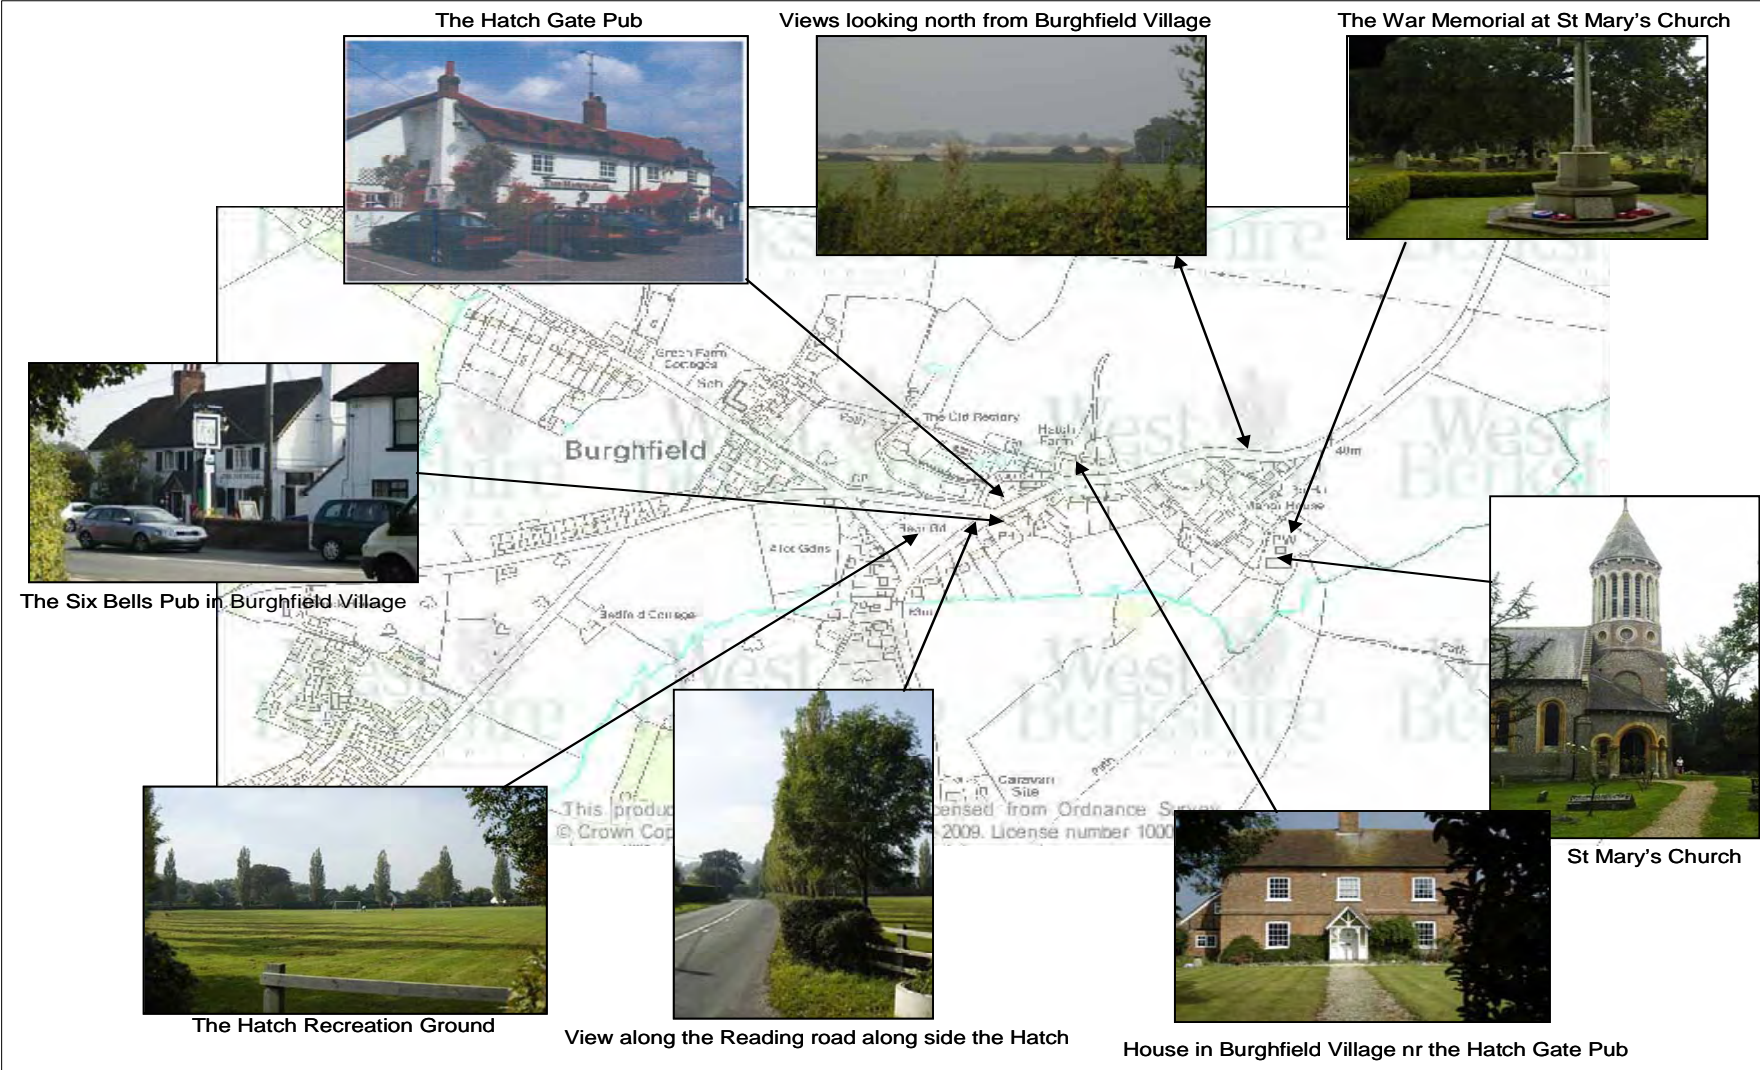 The Hatch Gate Pub
Views looking north from Burghfield Village
The War Memorial at St Mary's Church
Green Farm
Cottages
Sch
Path
The Old Rectory
Hatch
Farm
Burghfield
West
Berkshire
40m
Manor House
PW
Allot Gdns
PH
The Six Bells Pub in Burghfield Village
Path
Caravan
Site
Path
This produ
censed from Ordnance Survey
© Crown Cop
2009. License number 1000
St Mary's Church
The Hatch Recreation Ground
View along the Reading road along side the Hatch
House in Burghfield Village nr the Hatch Gate Pub